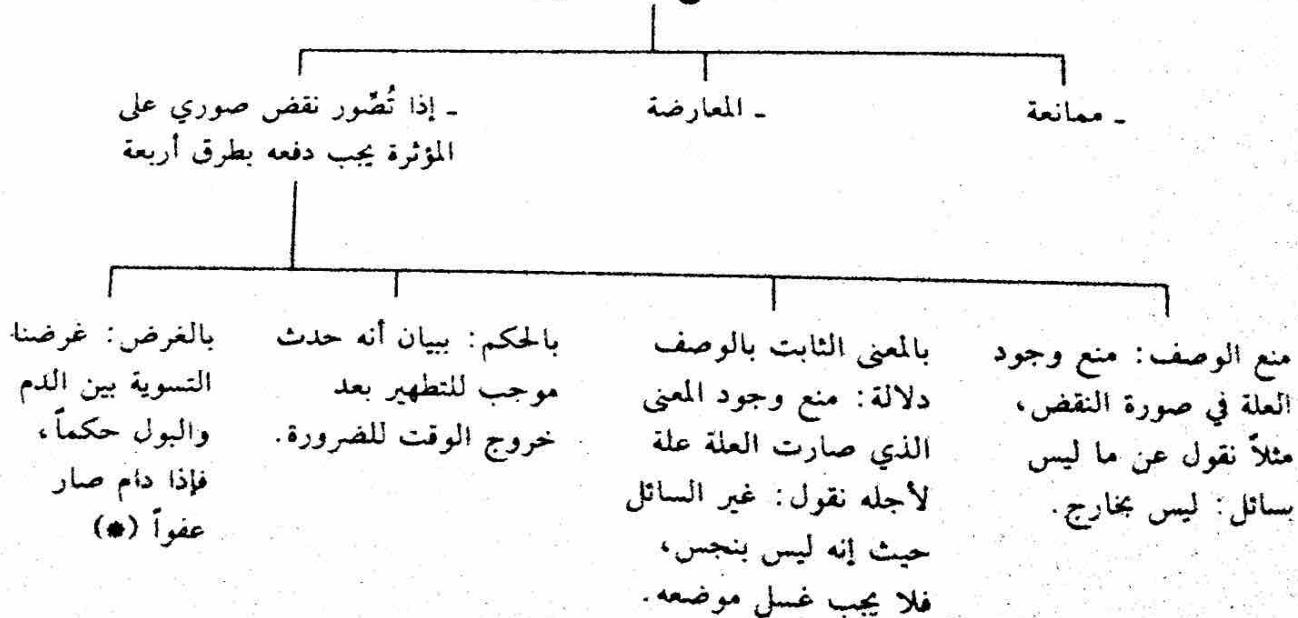 ـ ممانعة
ـ المعارضة
ـ إذا تُصِّور نقض صوري على
المؤثرة يجب دفعه بطرق أربعة
منع الوصف: منع وجود
العلة في صورة النقض،
مثلاً نقول عن ما ليس
بسائل: ليس بخارج.
بالمعنى الثابت بالوصف
دلالة: منع وجود المعنى
الذي صارت العلة علة
لأجله نقول: غير السائل
حيث إنه ليس بنجس،
فلا يجب غسل موضعه.
بالحكم: ببيان أنه حدث
موجب للتطهير بعد
خروج الوقت للضرورة.
بالغرض: غرضنا
التسوية بين الدم
والبول حكماً،
فإذا دام صار
عفواً (*)